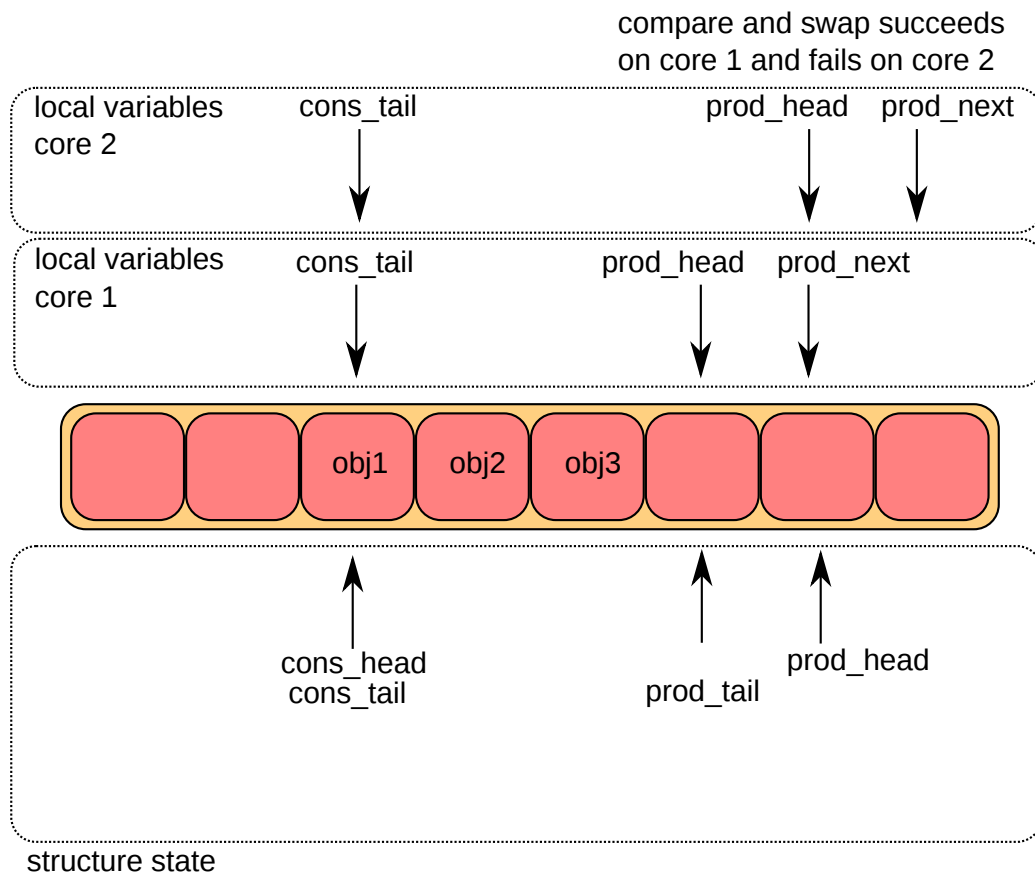 compare and swap succeeds
on core 1 and fails on core 2
local variables
core 2
cons_tail
prod_head
prod_next
local variables
core 1
cons_tail
prod_head
prod_next
obj1
obj2
obj3
cons_head
cons_tail
prod_tail
prod_head
structure state